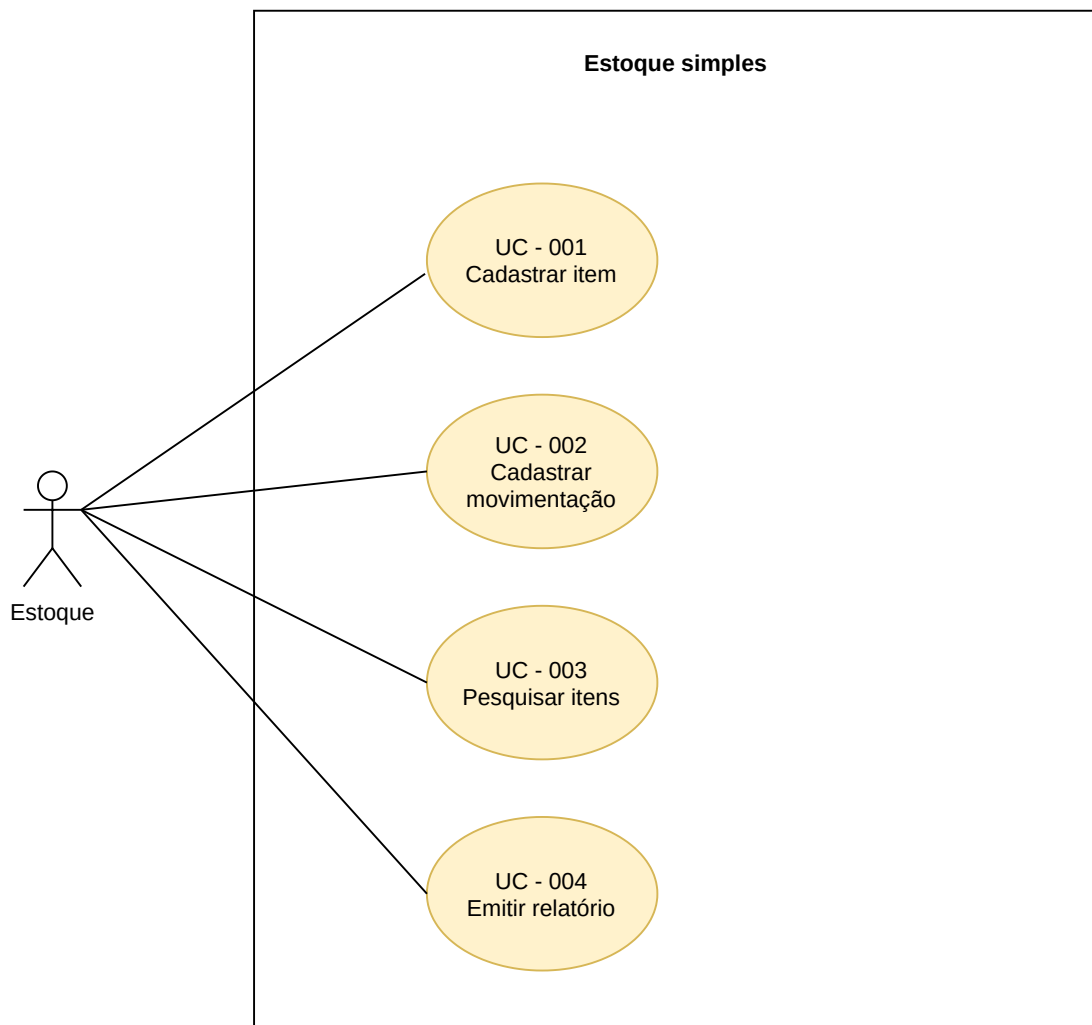 Estoque simples
UC - 001
Cadastrar item
UC - 002
Cadastrar
movimentação
Estoque
UC - 003
Pesquisar itens
UC - 004
Emitir relatório